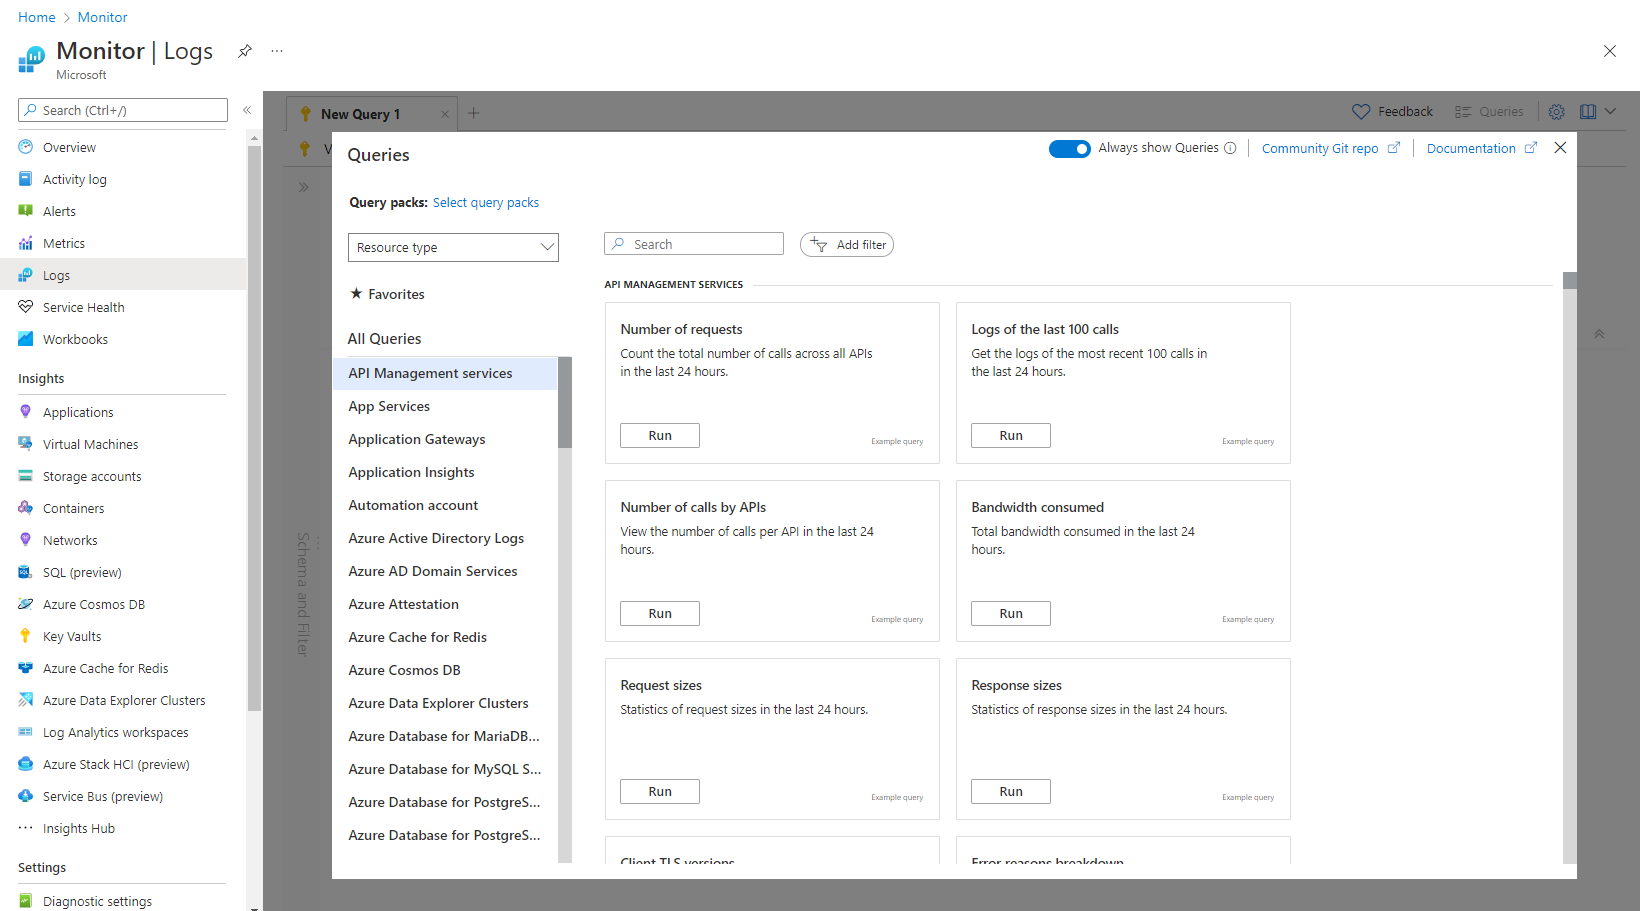 Home > Monitor
Monitor | Logs
Microsoft
Search (Ctrl+/)
Overview
Activity log
Alerts
Metrics
Logs
Service Health
Workbooks
Insights
Applications
Virtual Machines
Storage accounts
Containers
Networks
SQL (preview)
Azure Cosmos DB
Key Vaults
Azure Cache for Redis
Azure Data Explorer Clusters
Log Analytics workspaces
Azure Stack HCI (preview)
Service Bus (preview)
Insights Hub
Settings
Diagnostic settings
New Query 1
Feedback
Queries
Schema and Filter
Queries
Always show Queries
Community Git repo
Documentation
Query packs: Select query packs
Resource type
Search
Add filter
Favorites
All Queries
API Management services
App Services
Application Gateways
Application Insights
Automation account
Azure Active Directory Logs
Azure AD Domain Services
Azure Attestation
Azure Cache for Redis
Azure Cosmos DB
Azure Data Explorer Clusters
Azure Database for MariaDB...
Azure Database for MySQL S...
Azure Database for PostgreS...
Azure Database for PostgreS...
API MANAGEMENT SERVICES
Number of requests
Count the total number of calls across all APIs
in the last 24 hours.
Run
Example query
Logs of the last 100 calls
Get the logs of the most recent 100 calls in
the last 24 hours.
Run
Example query
Number of calls by APIs
View the number of calls per API in the last 24
hours.
Run
Example query
Bandwidth consumed
Total bandwidth consumed in the last 24
hours.
Run
Example query
Request sizes
Statistics of request sizes in the last 24 hours.
Run
Example query
Response sizes
Statistics of response sizes in the last 24 hours.
Run
Example query
Client TLS versions
Error reasons breakdown